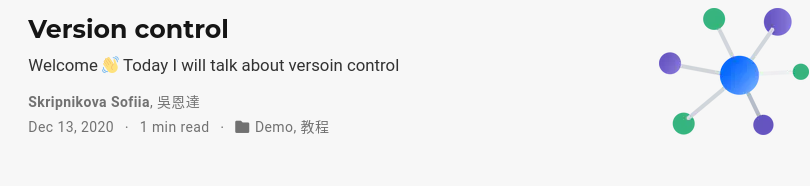 Version control
Welcome 👋 Today I will talk about versoin control
Skripnikova Sofiia, 吳恩達
Dec 13, 2020 · 1 min read · Demo, 教程